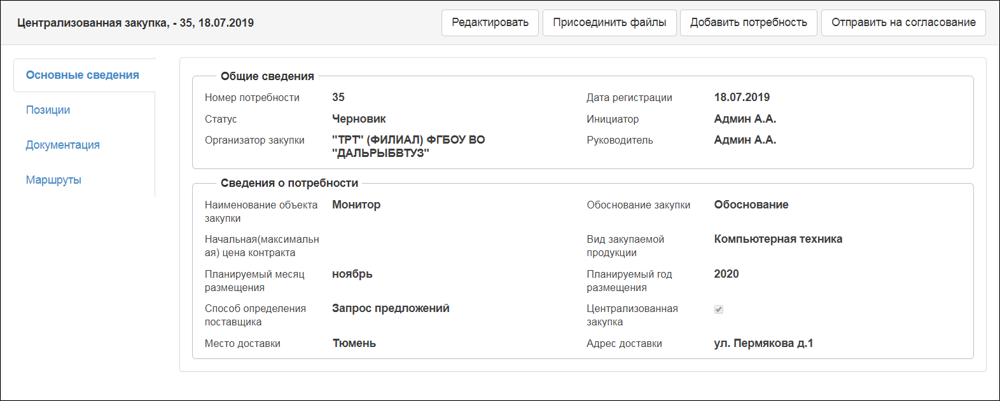 Централизованная закупка, - 35, 18.07.2019
Редактировать
Присоединить файлы
Добавить потребность
Отправить на согласование
Основные сведения
Позиции
Документация
Маршруты
Общие сведения
Номер потребности 35
Дата регистрации 18.07.2019
Статус Черновик
Инициатор Админ А.А.
Организатор закупки "ТРТ" (ФИЛИАЛ) ФГБОУ ВО
"ДАЛЬРЫБВТУЗ"
Руководитель Админ А.А.
Сведения о потребности
Наименование объекта Монитор
закупки
Обоснование закупки Обоснование
Начальная(максимальн
ая) цена контракта
Вид закупаемой Компьютерная техника
продукции
Планируемый месяц ноябрь
размещения
Планируемый год 2020
размещения
Способ определения Запрос предложений
поставщика
Централизованная
закупка
Место доставки Тюмень
Адрес доставки ул. Пермякова д.1